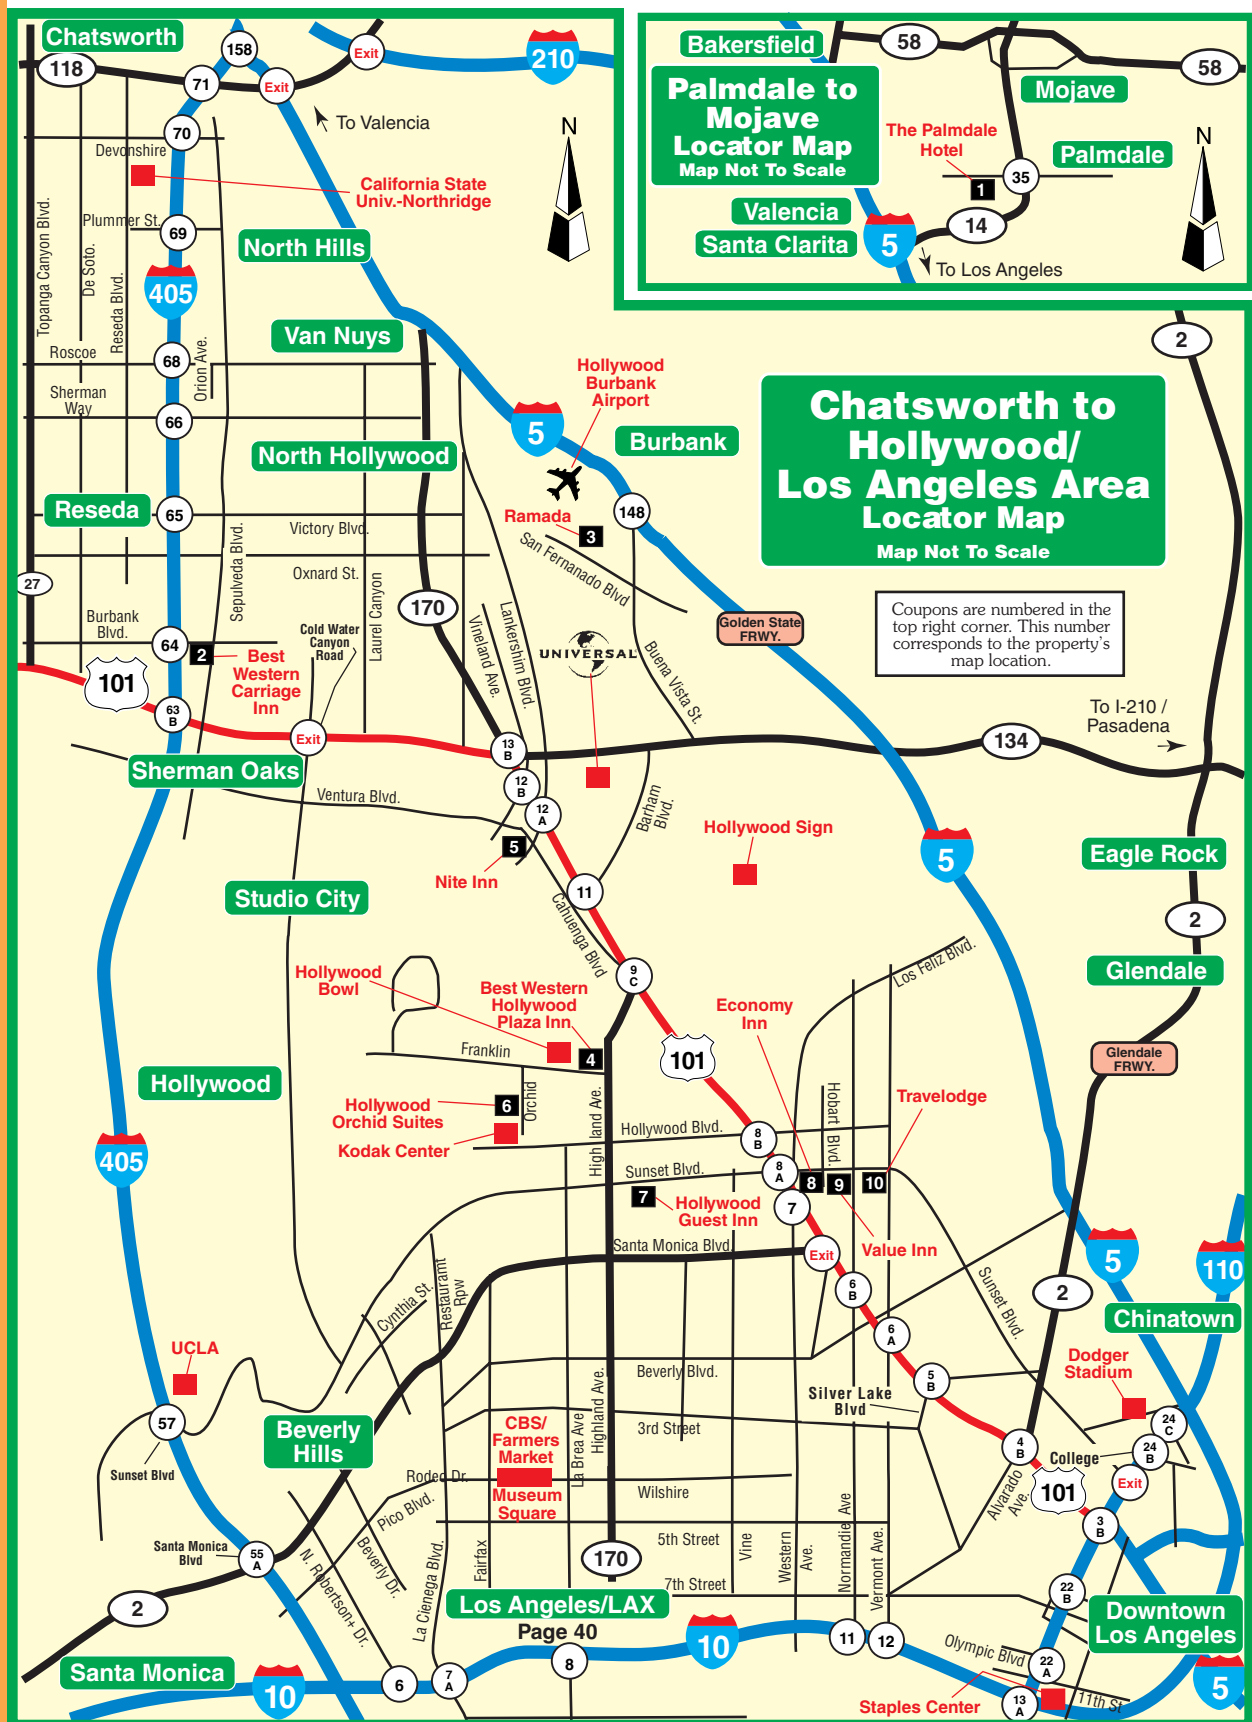 Chatsworth
118
158
71
Exit
Exit
210
70
To Valencia
N
Devonshire
California State
Univ.-Northridge
Plummer St.
69
North Hills
405
Topanga Canyon Blvd.
De Soto.
Reseda Blvd.
Orion Ave.
Van Nuys
Roscoe
68
Sherman
Way
66
North Hollywood
Reseda
65
Victory Blvd.
Sepulveda Blvd.
Oxnard St.
Laurel Canyon
27
Burbank
Blvd.
64
2
Best
Western
Carriage
Inn
Cold Water
Canyon
Road
101
63
B
Exit
170
Vineland Ave.
Lankershim Blvd.
5
Hollywood
Burbank
Airport
Burbank
148
Ramada
3
San Fernanado Blvd
UNIVERSAL
Buena Vista St.
Golden State
FRWY.
Bakersfield
58
58
Palmdale to
Mojave
Locator Map
Map Not To Scale
Mojave
The Palmdale
Hotel
1
35
Palmdale
14
Valencia
Santa Clarita
5
To Los Angeles
N
2
Chatsworth to
Hollywood/
Los Angeles Area
Locator Map
Map Not To Scale
Coupons are numbered in the
top right corner. This number
corresponds to the property's
map location.
To I-210 /
Pasadena
134
Sherman Oaks
Ventura Blvd.
13
B
12
B
12
A
5
Nite Inn
Barham
Blvd.
Hollywood Sign
5
Eagle Rock
2
Glendale
Glendale
FRWY.
Studio City
11
Cahuenga Blvd
9
C
Los Feliz Blvd.
Hollywood
Bowl
Best Western
Hollywood
Plaza Inn
4
Franklin
101
Economy
Inn
Hollywood
Hollywood
Orchid Suites
6
Orchid
Kodak Center
High land Ave.
Hollywood Blvd.
8
B
Hobart Blvd.
Travelodge
Sunset Blvd.
8
A
8
9
10
7
7
Hollywood
Guest Inn
405
Santa Monica Blvd.
Exit
Value Inn
Cynthia St.
Restauramt
Rpw
6
B
Sunset Blvd.
5
110
2
Chinatown
UCLA
6
A
Dodger
Stadium
Beverly Blvd.
5
B
Silver Lake
Blvd
57
Sunset Blvd
Beverly
Hills
CBS/
Farmers
Market
Museum
Square
La Brea Ave
Highland Ave.
3rd Street
4
B
College
24
C
24
B
Exit
Rodeo Dr.
Wilshire
Alvarado
Ave.
101
Pico Blvd.
3
B
Santa Monica
Blvd
55
A
2
N. Robertson+ Dr.
Beverly Dr.
La Cienega Blvd.
Fairfax
170
5th Street
7th Street
Vine
Western
Ave.
Normandie Ave
Vermont Ave.
22
B
Los Angeles/LAX
Page 40
Downtown
Los Angeles
Santa Monica
10
6
7
A
8
10
11
12
Olympic Blvd
22
A
11th St
13
A
Staples Center
5